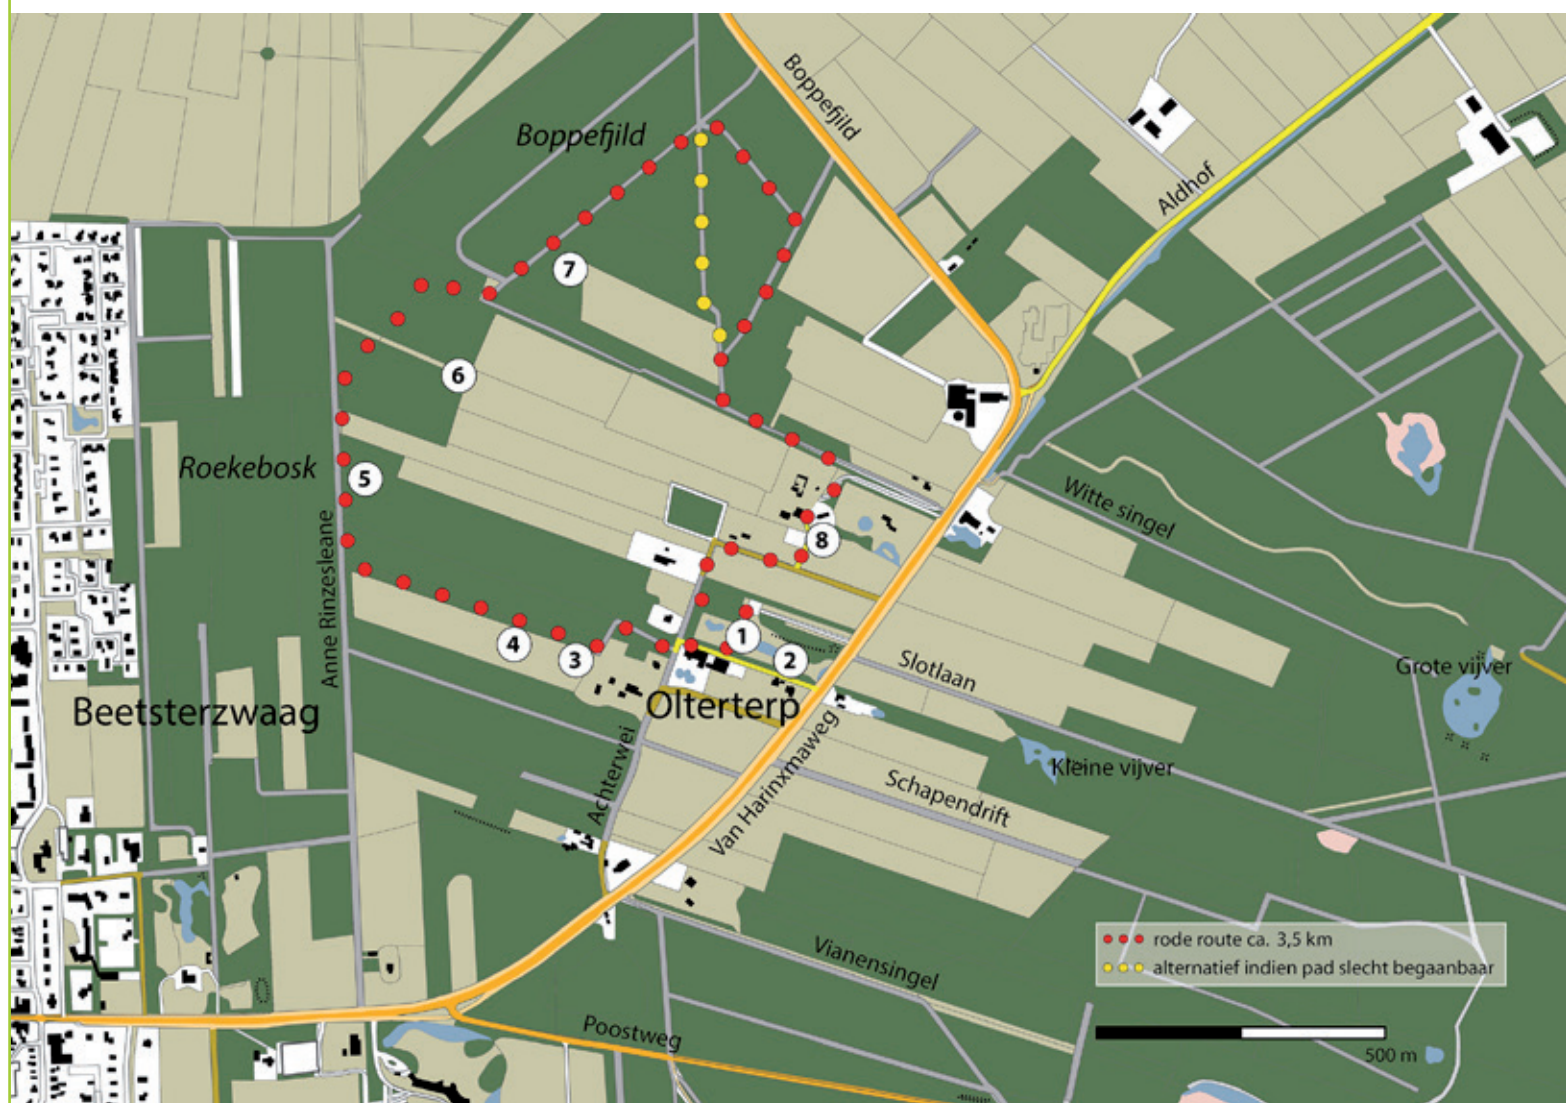 Boppefjild
Boppefjild
Aldhof
7
6
Roekebosk
5
Witte singel
8
Anne Rinzesleane
1
4
3
2
Slotlaan
Grote vijver
Beetsterzwaag
Olterterp
Kleine vijver
Achterwei
Van Harinxmaweg
Schapendrift
Vianensingel
rode route ca. 3,5 km
alternatief indien pad slecht begaanbaar
Poostweg
500 m